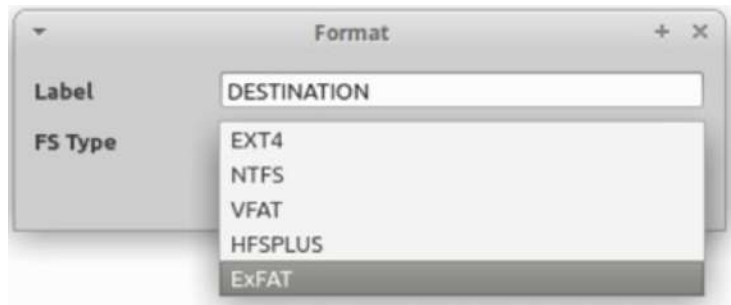 Format
Label DESTINATION
FS Type
EXT4
NTFS
VFAT
HFSPLUS
ExFAT